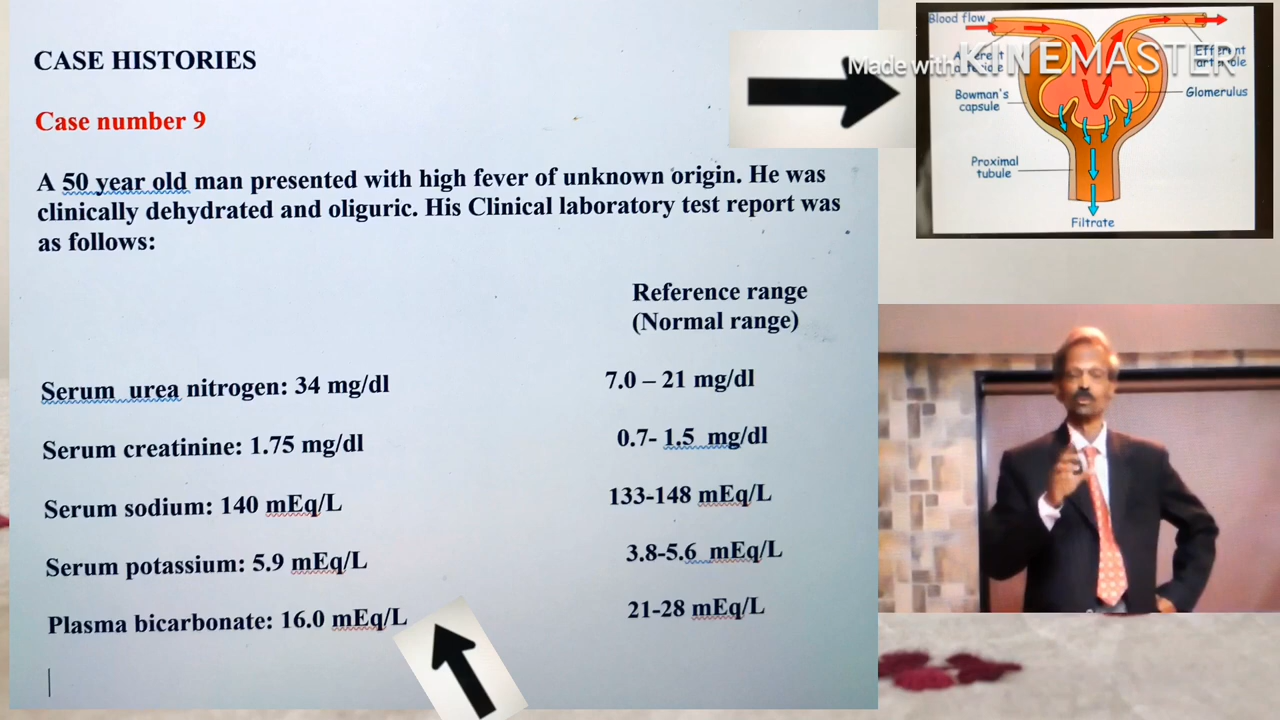 CASE HISTORIES
Case number 9
A 50 year old man presented with high fever of unknown origin. He was
clinically dehydrated and oliguric. His Clinical laboratory test report was
as follows:
Reference range
(Normal range)
Serum urea nitrogen: 34 mg/dl 7.0 – 21 mg/dl
Serum creatinine: 1.75 mg/dl 0.7- 1.5 mg/dl
Serum sodium: 140 mEq/L 133-148 mEq/L
Serum potassium: 5.9 mEq/L 3.8-5.6 mEq/L
Plasma bicarbonate: 16.0 mEq/L 21-28 mEq/L
Blood flow
Made with KINEMASTER
Bowman's
capsule
Glomerulus
Proximal
tubule
Filtrate